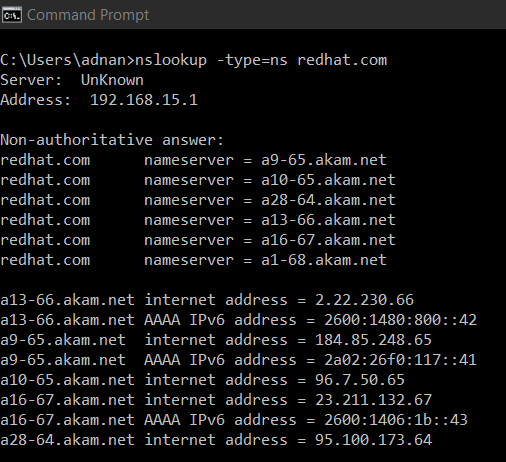 Command Prompt
C:\Users\adnan>nslookup -type=ns redhat.com
Server:  UnKnown
Address:  192.168.15.1
Non-authoritative answer:
redhat.com      nameserver = a9-65.akam.net
redhat.com      nameserver = a10-65.akam.net
redhat.com      nameserver = a28-64.akam.net
redhat.com      nameserver = a13-66.akam.net
redhat.com      nameserver = a16-67.akam.net
redhat.com      nameserver = a1-68.akam.net
a13-66.akam.net internet address = 2.22.230.66
a13-66.akam.net AAAA IPv6 address = 2600:1480:800::42
a9-65.akam.net  internet address = 184.85.248.65
a9-65.akam.net  AAAA IPv6 address = 2a02:26f0:117::41
a10-65.akam.net internet address = 96.7.50.65
a16-67.akam.net internet address = 23.211.132.67
a16-67.akam.net AAAA IPv6 address = 2600:1406:1b::43
a28-64.akam.net internet address = 95.100.173.64